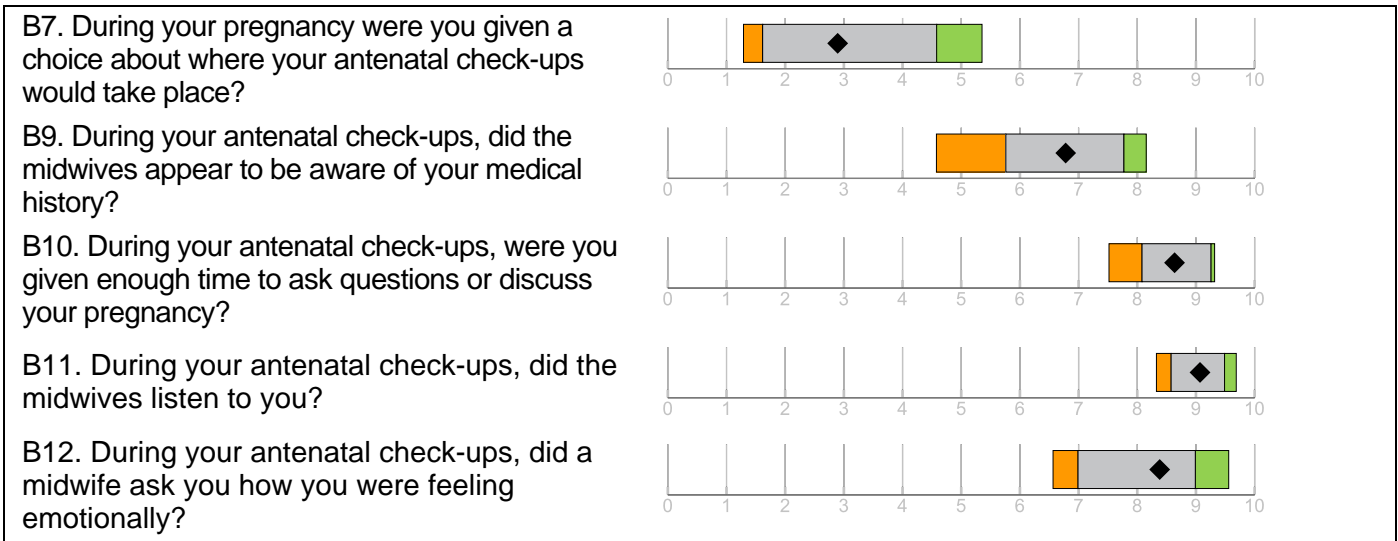 B7. During your pregnancy were you given a
choice about where your antenatal check-ups
would take place?
0 1 2 3 4 5 6 7 8 9 10
B9. During your antenatal check-ups, did the
midwives appear to be aware of your medical
history?
0 1 2 3 4 5 6 7 8 9 10
B10. During your antenatal check-ups, were you
given enough time to ask questions or discuss
your pregnancy?
0 1 2 3 4 5 6 7 8 9 10
B11. During your antenatal check-ups, did the
midwives listen to you?
0 1 2 3 4 5 6 7 8 9 10
B12. During your antenatal check-ups, did a
midwife ask you how you were feeling
emotionally?
0 1 2 3 4 5 6 7 8 9 10